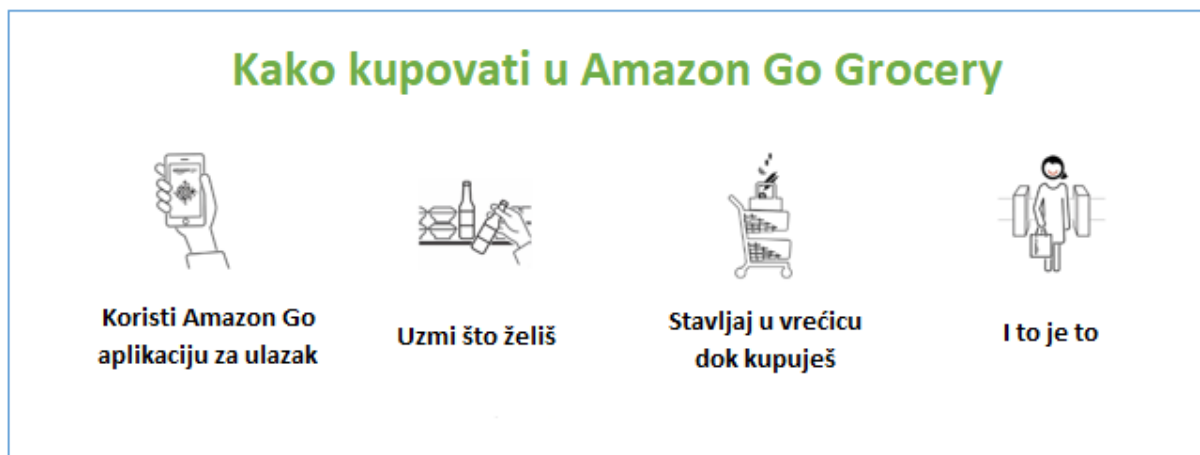 Kako kupovati u Amazon Go Grocery
Koristi Amazon Go
aplikaciju za ulazak
Uzmi što želiš
Stavljaj u vrećicu
dok kupuješ
I to je to